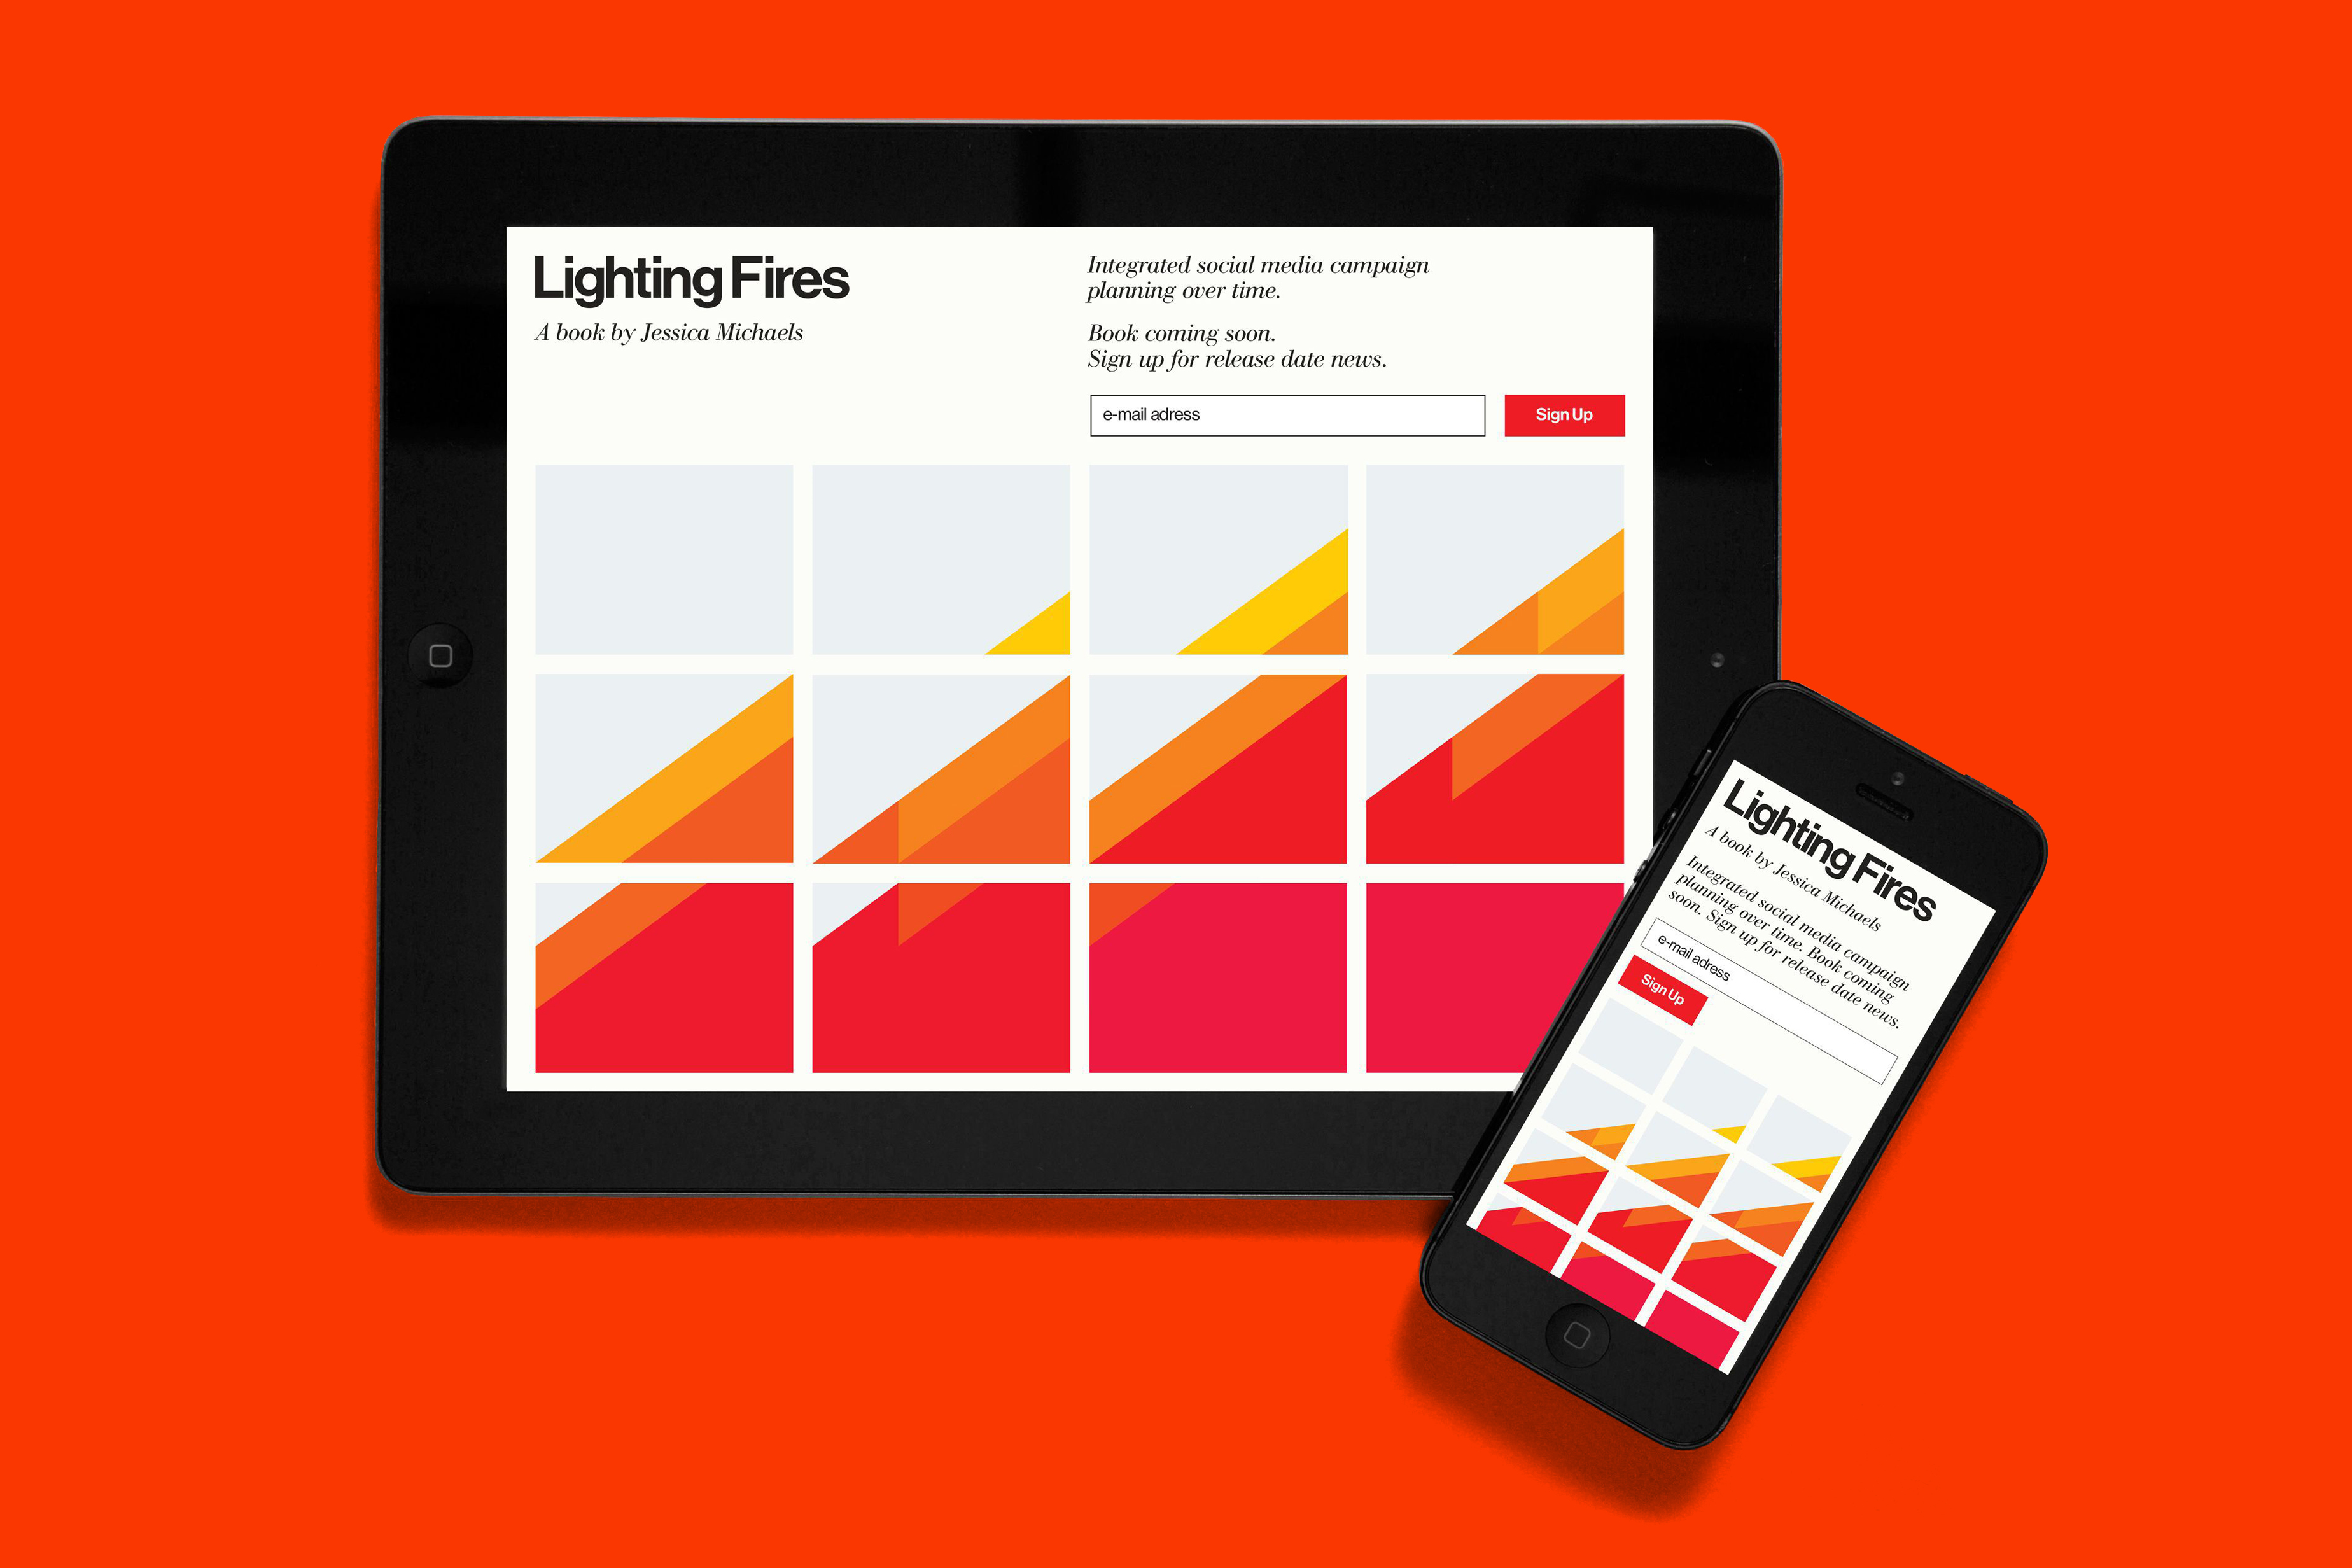 Lighting Fires
A book by Jessica Michaels
Integrated social media campaign
planning over time.
Book coming soon.
Sign up for release date news.
e-mail adress
Sign Up
Lighting Fires
A book by Jessica Michaels
Integrated social media campaign
planning over time. Book coming
soon. Sign up for release date news.
e-mail adress
Sign Up